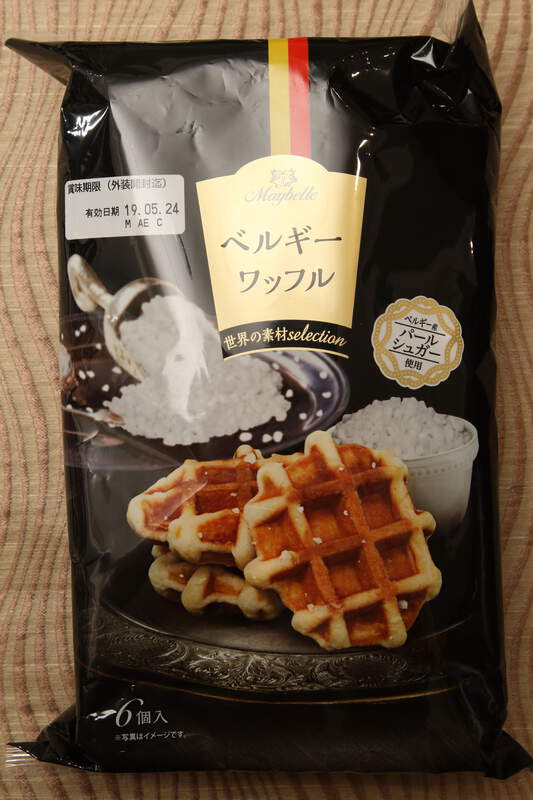 賞味期限（外装開封迄）
有効日期 19.05.24
M AE C
Maybelle
ベルギー
ワッフル
世界の素材selection
ベルギー産
パール
シュガー
使用
6個入
※写真はイメージです。